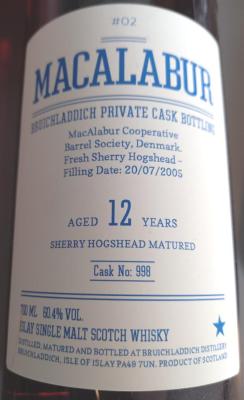 #02
MACALABUR
BRUICHLADDICH PRIVATE CASK BOTTLING
MacAlabur Cooperative
Barrel Society, Denmark.
Fresh Sherry Hogshead -
Filling Date: 20/07/2005
AGED 12 YEARS
SHERRY HOGSHEAD MATURED
Cask No: 998
700 ML 60.4% VOL.
ISLAY SINGLE MALT SCOTCH WHISKY
DISTILLED, MATURED AND BOTTLED AT BRUICHLADDICH DISTILLERY
BRUICHLADDICH, ISLE OF ISLAY PA49 7UN. PRODUCT OF SCOTLAND